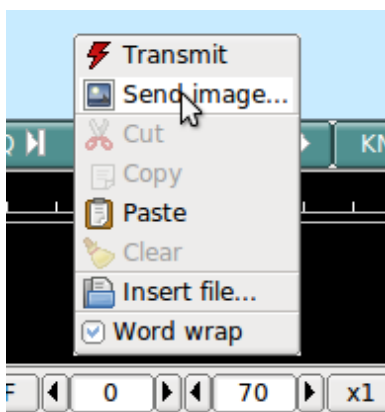 Transmit
Send image...
Cut
Copy
Paste
Clear
Insert file...
Word wrap
F 0 70 x1